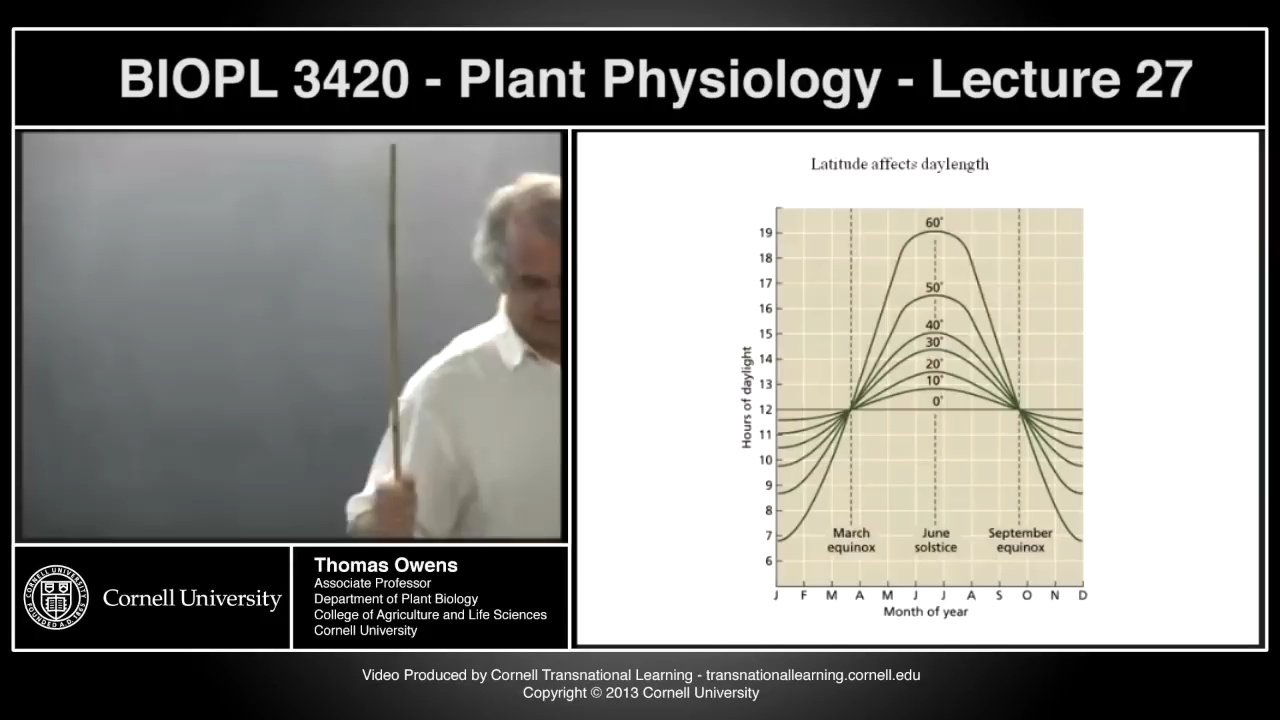 BIOPL 3420 - Plant Physiology - Lecture 27
Latitude affects daylength
Hours of daylight
19
18
17
16
15
14
13
12
11
10
9
8
7
6
60°
50°
40°
30°
20°
10°
0°
March
equinox
June
solstice
September
equinox
J F M A M J J A S O N D
Month of year
CORNELL UNIVERSITY
FOUNDED A.D. 1865
Cornell University
Thomas Owens
Associate Professor
Department of Plant Biology
College of Agriculture and Life Sciences
Cornell University
Video Produced by Cornell Transnational Learning - transnationallearning.cornell.edu
Copyright © 2013 Cornell University